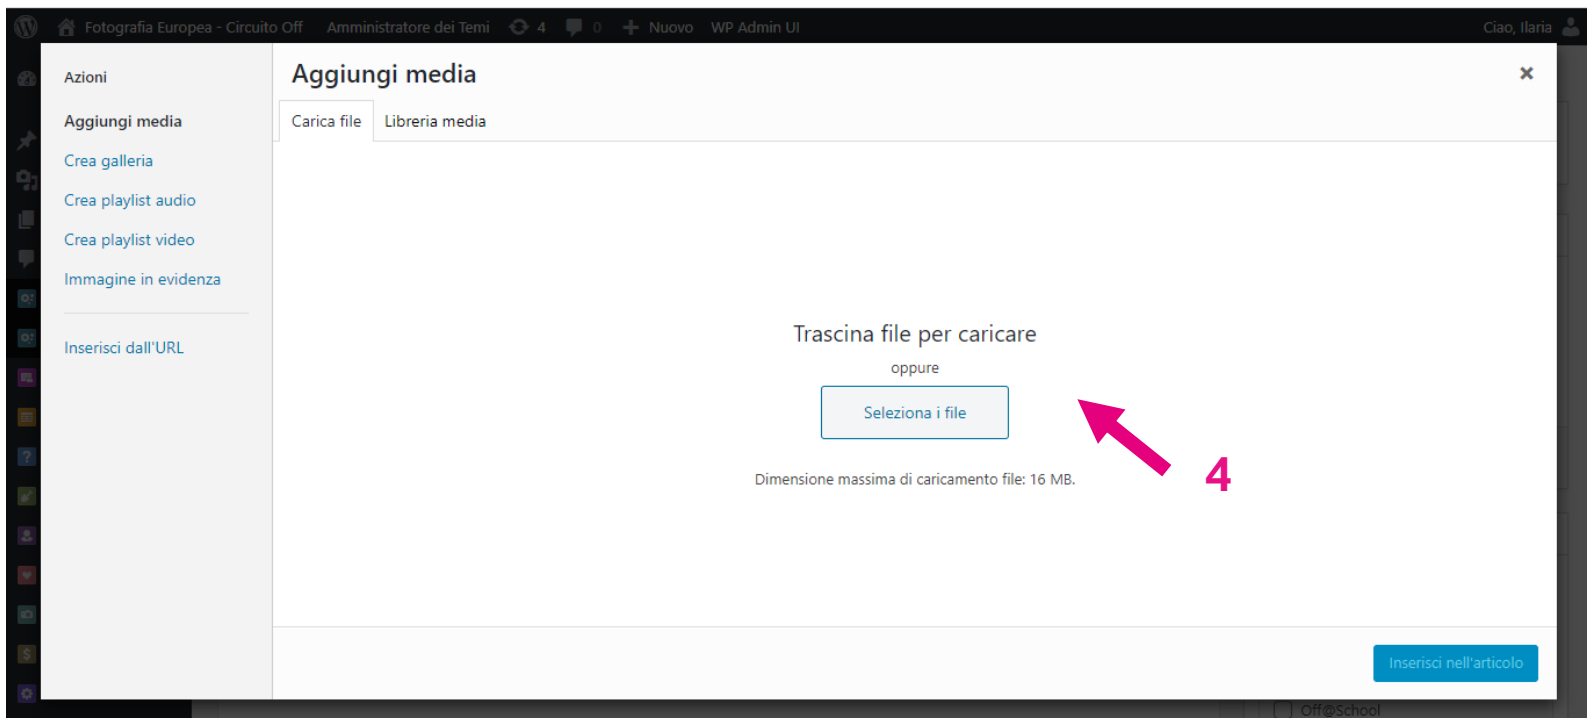 Fotografia Europea - Circuito Off Amministratore dei Temi 4 0 Nuovo WP Admin UI Ciao, Ilaria
Azioni
Aggiungi media
Crea galleria
Crea playlist audio
Crea playlist video
Immagine in evidenza
Inserisci dall'URL
Aggiungi media
Carica file Libreria media
Trascina file per caricare
oppure
Seleziona i file
Dimensione massima di caricamento file: 16 MB.
4
Inserisci nell'articolo
Off@School